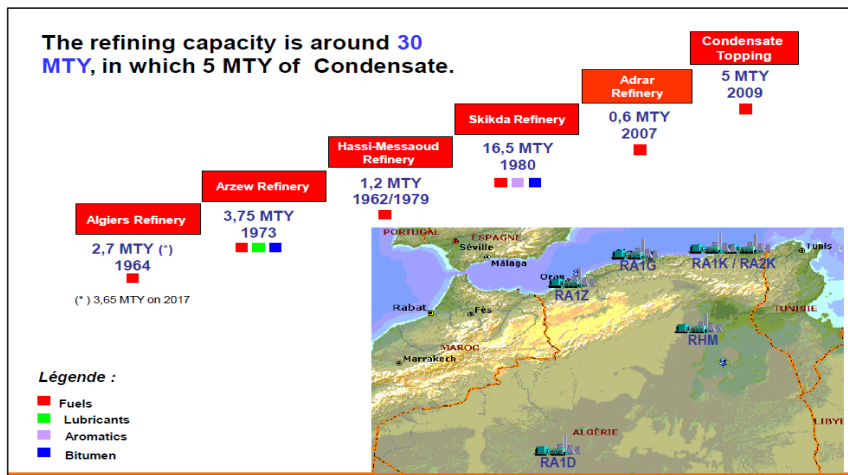 The refining capacity is around 30
MTY, in which 5 MTY of Condensate.
Condensate
Topping
5 MTY
2009
Adrar
Refinery
0,6 MTY
2007
Skikda Refinery
16,5 MTY
1980
Hassi-Messaoud
Refinery
1,2 MTY
1962/1979
Arzew Refinery
3,75 MTY
1973
Algiers Refinery
2,7 MTY (*)
1964
(*) 3,65 MTY on 2017
PORTUGAL
ESPAGNE
Séville
Málaga
Tunis
RA1G
RA1K / RA2K
Oran
RA1Z
Rabat
Fès
TUNISIE
RHM
MAROC
Marrakech
LIBYE
ALGÉRIE
RA1D
Légende :
Fuels
Lubricants
Aromatics
Bitumen